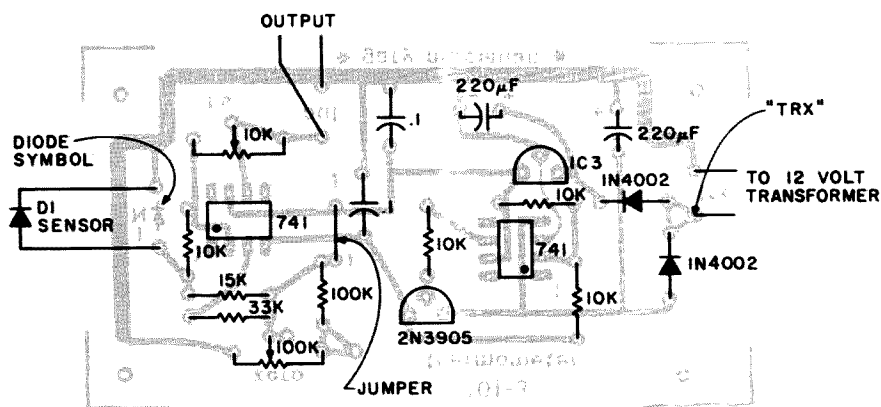 OUTPUT
220µF
.1
10K
"TRX"
DIODE
SYMBOL
220µF
IC3
1N4002
TO 12 VOLT
TRANSFORMER
.1
10K
D1
SENSOR
741
10K
10K
741
1N4002
15K
33K
100K
10K
2N3905
100K
JUMPER